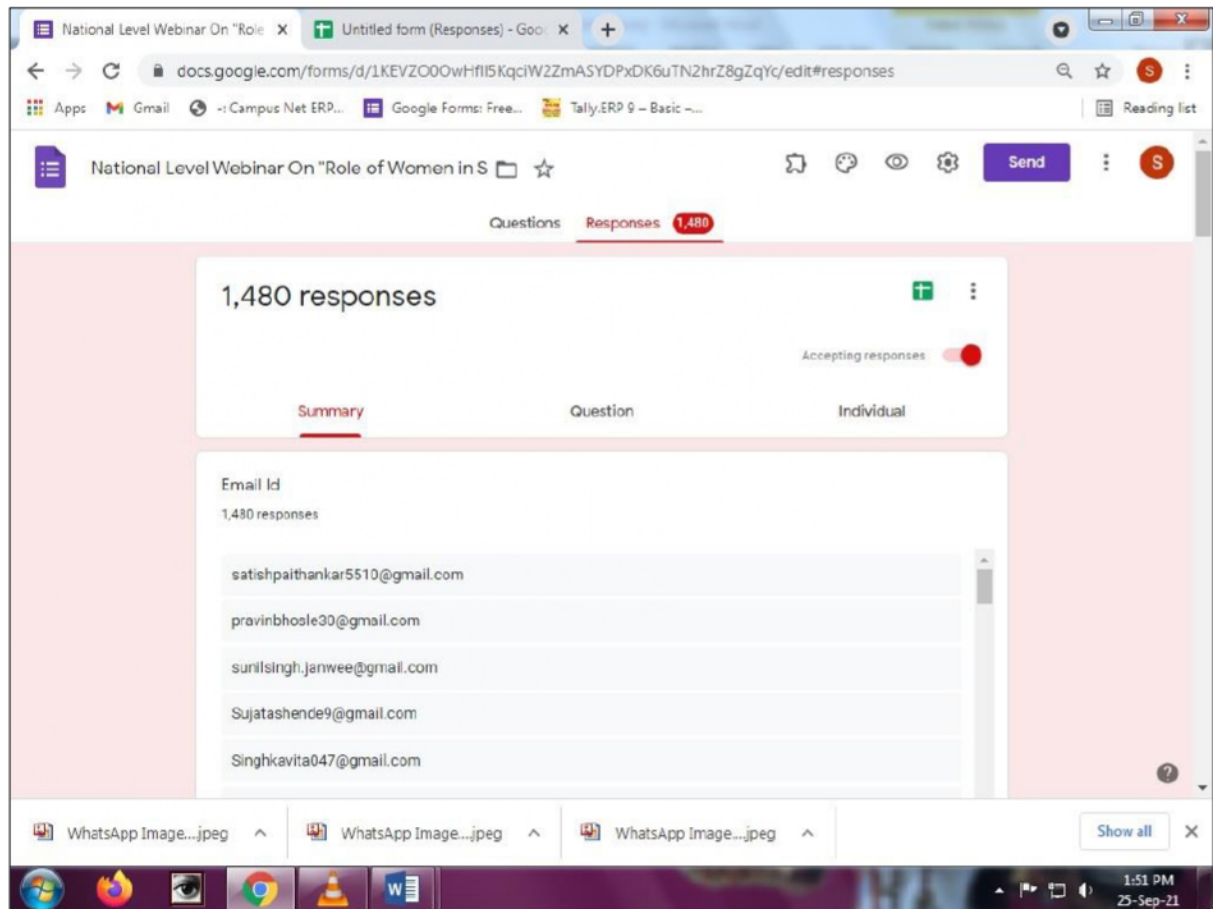 National Level Webinar On "Role
Untitled form (Responses) - Goo
docs.google.com/forms/d/1KEVZO0OwHfII5KqciW2ZmASYDPxDK6uTN2hrZ8gZqYc/edit#responses
S
Apps Gmail -: Campus Net ERP... Google Forms: Free... Tally.ERP 9 – Basic –... Reading list
National Level Webinar On "Role of Women in S
Send
S
Questions Responses 1,480
1,480 responses
Accepting responses
Summary Question Individual
Email Id
1,480 responses
satishpaithankar5510@gmail.com
pravinbhosle30@gmail.com
sunilsingh.janwee@gmail.com
Sujatashende9@gmail.com
Singhkavita047@gmail.com
WhatsApp Image....jpeg WhatsApp Image....jpeg WhatsApp Image....jpeg Show all
1:51 PM
25-Sep-21